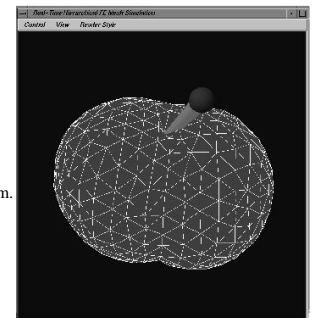 Real-Time Hierarchical FE Mesh Simulation
Control View Render Style
m.